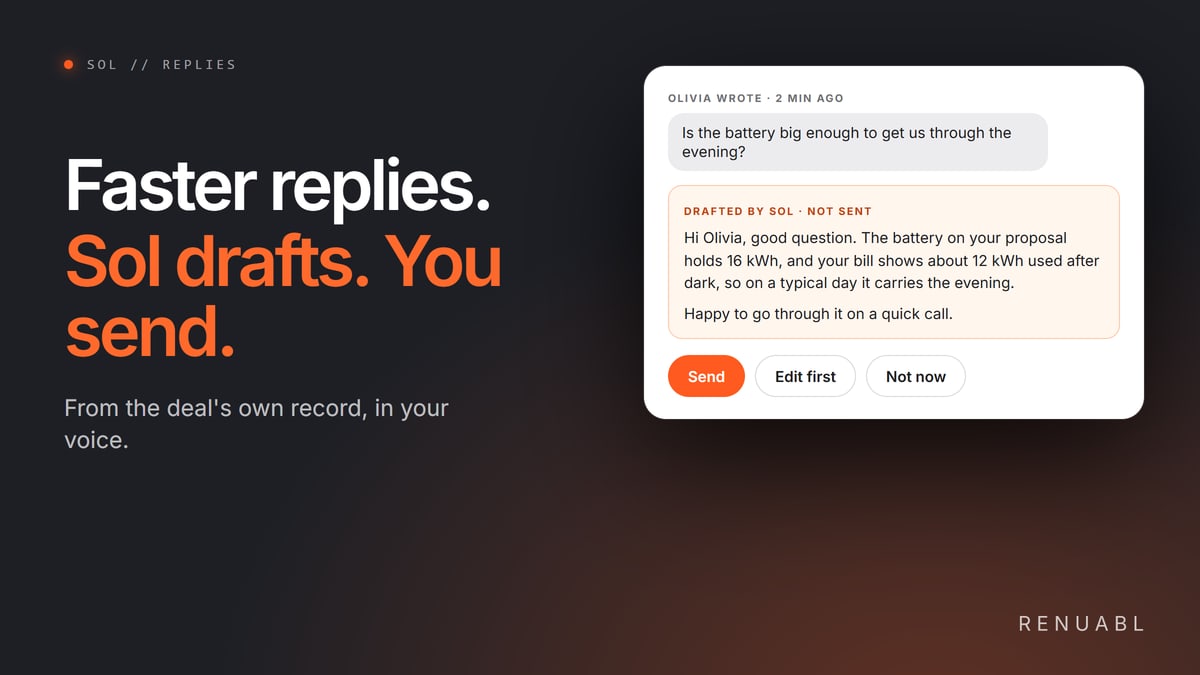 SOL // REPLIES
Faster replies.
Sol drafts. You
send.
From the deal's own record, in your
voice.
OLIVIA WROTE · 2 MIN AGO
Is the battery big enough to get us through the
evening?
DRAFTED BY SOL · NOT SENT
Hi Olivia, good question. The battery on your proposal
holds 16 kWh, and your bill shows about 12 kWh used after
dark, so on a typical day it carries the evening.
Happy to go through it on a quick call.
Send
Edit first
Not now
RENUABL